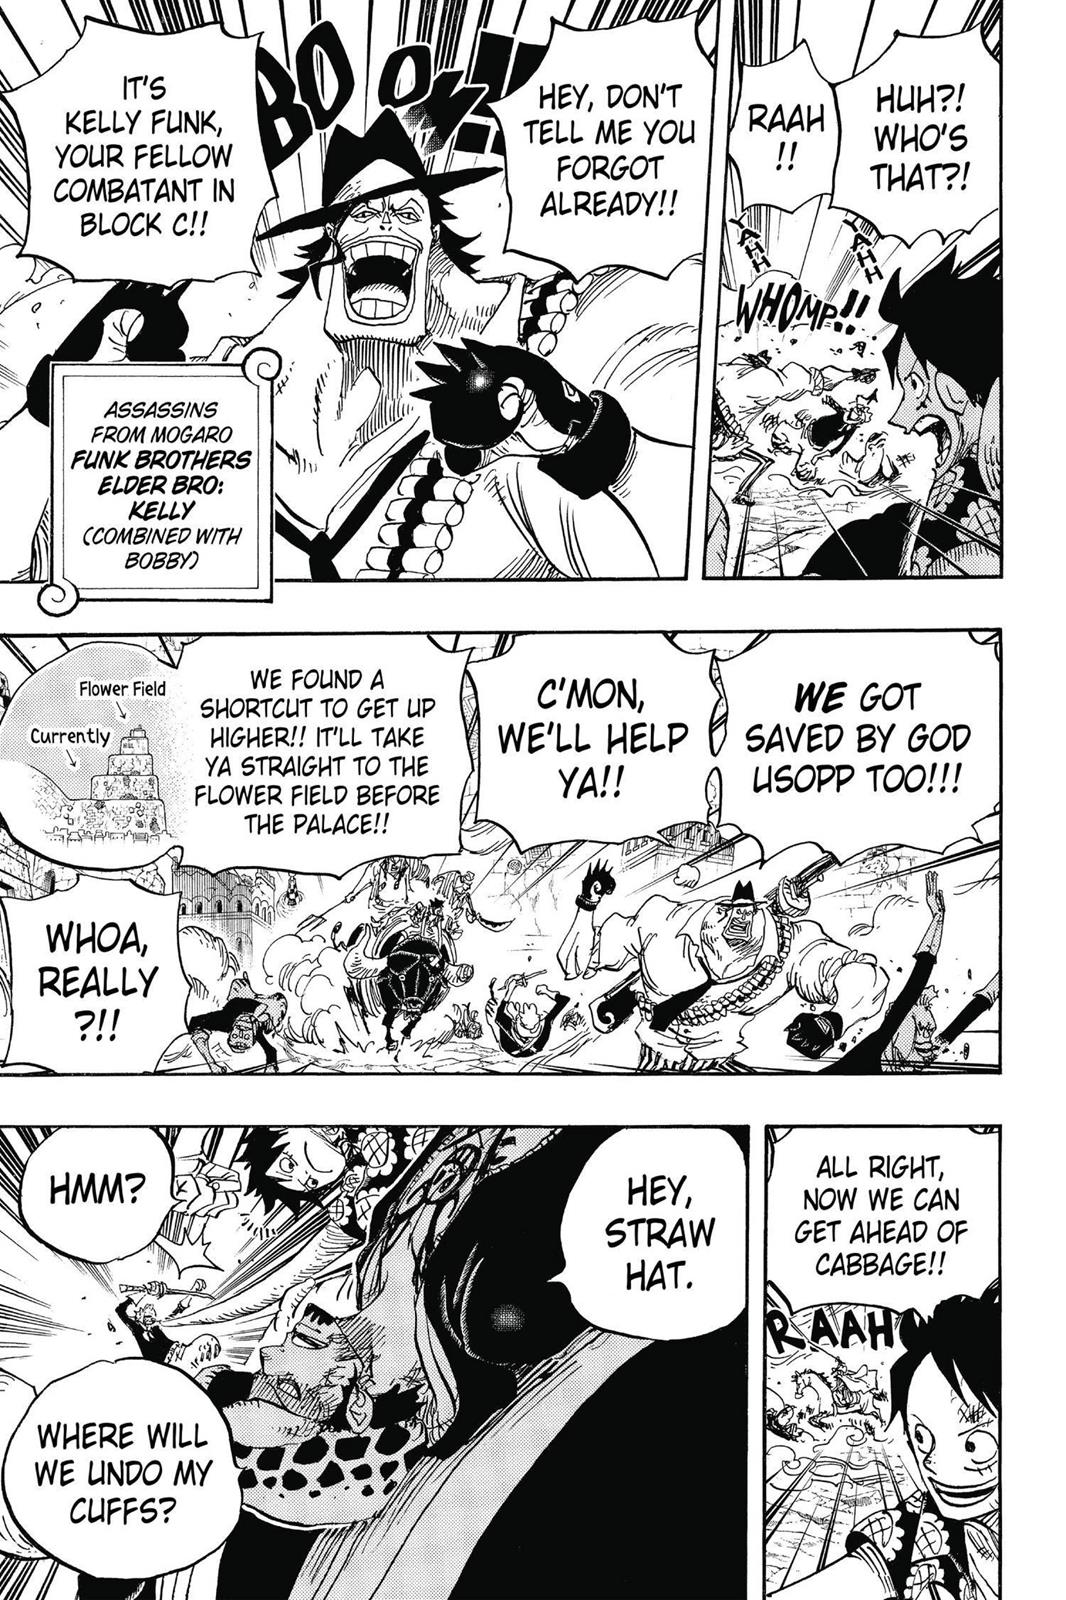 HUH?!
WHO'S
THAT?!
RAAH
!!
YAHH
YAHH
WHOMP!!
HEY, DON'T
TELL ME YOU
FORGOT
ALREADY!!
BOOM!!
IT'S
KELLY FUNK,
YOUR FELLOW
COMBATANT IN
BLOCK C!!
ASSASSINS
FROM MOGARO
FUNK BROTHERS
ELDER BRO:
KELLY
(COMBINED WITH
BOBBY)
WE GOT
SAVED BY GOD
USOPP TOO!!!
C'MON,
WE'LL HELP
YA!!
WE FOUND A
SHORTCUT TO GET UP
HIGHER!! IT'LL TAKE
YA STRAIGHT TO THE
FLOWER FIELD BEFORE
THE PALACE!!
Flower Field
Currently
WHOA,
REALLY
?!!
ALL RIGHT,
NOW WE CAN
GET AHEAD OF
CABBAGE!!
RAAH
HEY,
STRAW
HAT.
HMM?
WHERE WILL
WE UNDO MY
CUFFS?